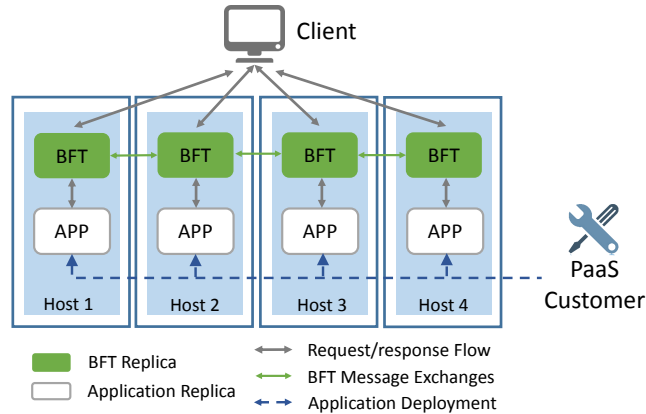 Client
BFT BFT BFT BFT
APP APP APP APP
PaaS
Customer
Host 1 Host 2 Host 3 Host 4
BFT Replica
Application Replica
Request/response Flow
BFT Message Exchanges
Application Deployment